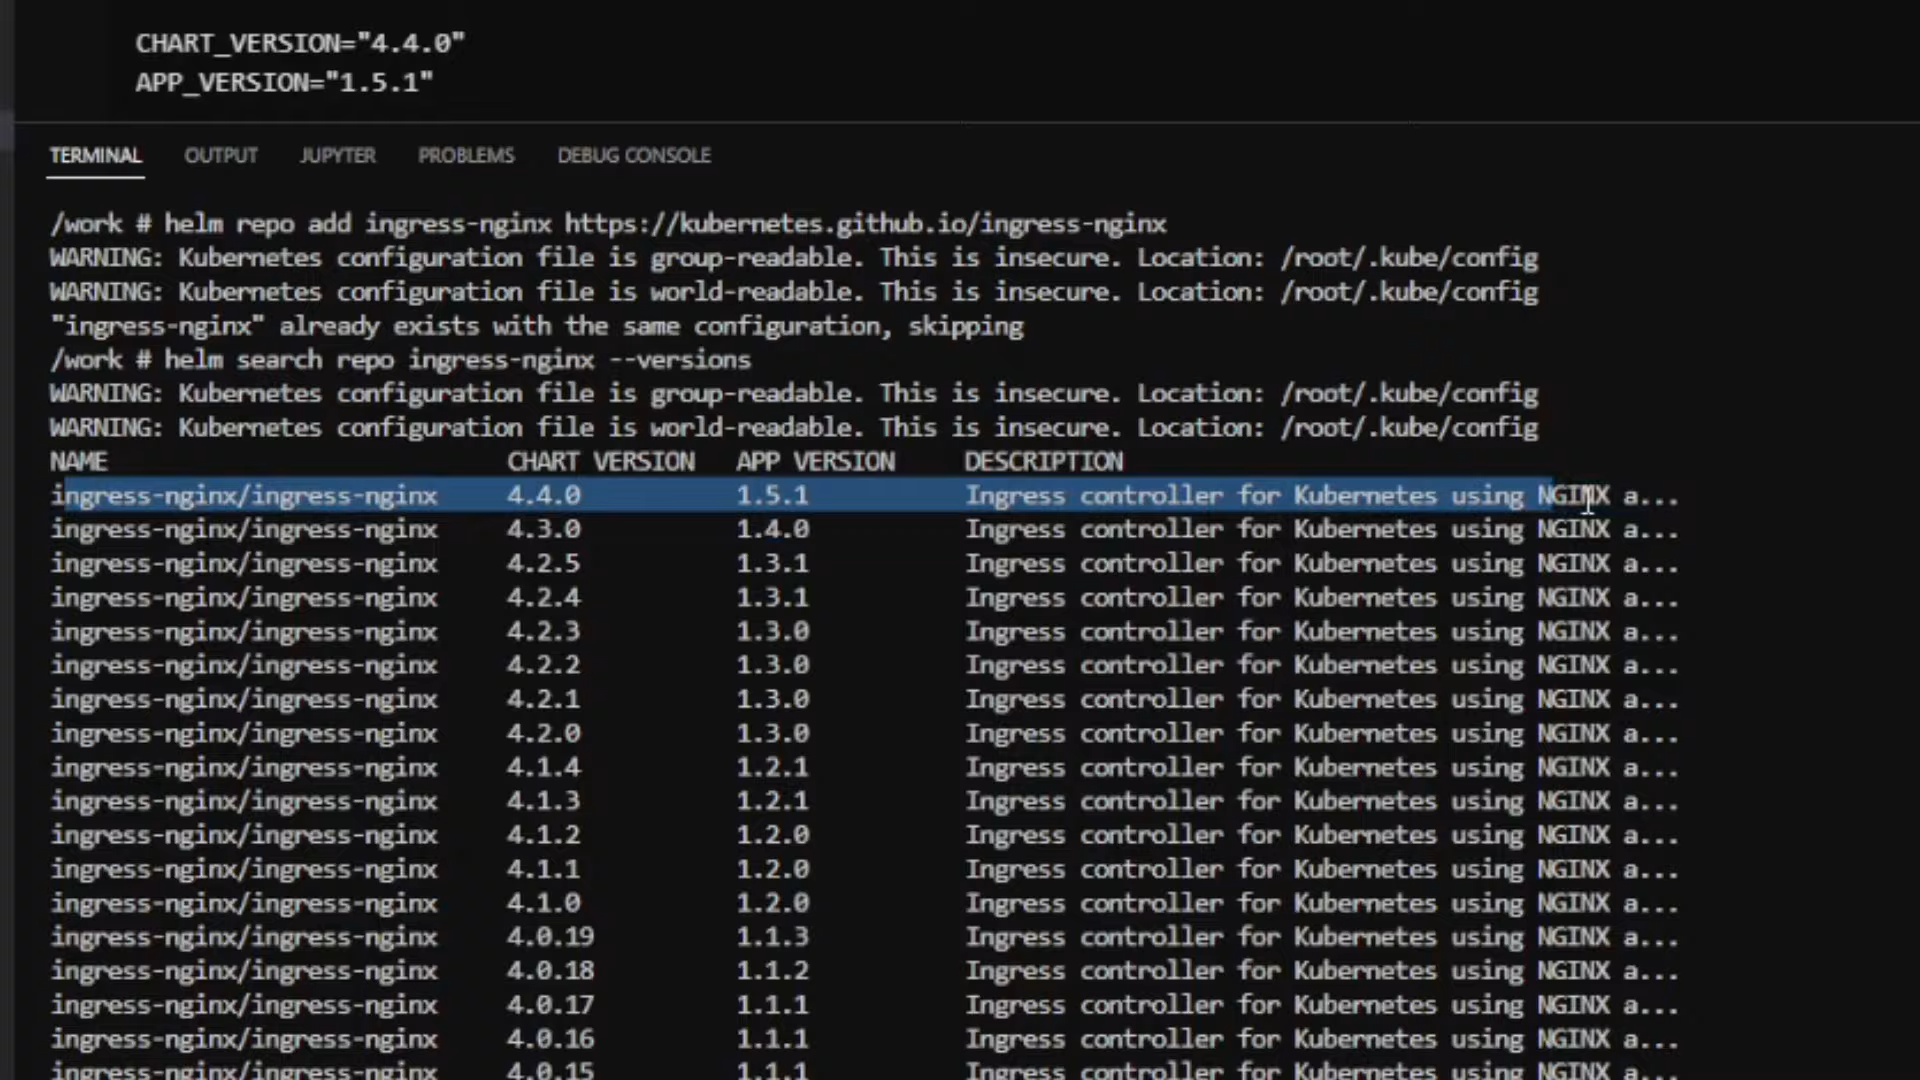 CHART_VERSION="4.4.0"
APP_VERSION="1.5.1"
TERMINAL OUTPUT JUPYTER PROBLEMS DEBUG CONSOLE
/work # helm repo add ingress-nginx https://kubernetes.github.io/ingress-nginx
WARNING: Kubernetes configuration file is group-readable. This is insecure. Location: /root/.kube/config
WARNING: Kubernetes configuration file is world-readable. This is insecure. Location: /root/.kube/config
"ingress-nginx" already exists with the same configuration, skipping
/work # helm search repo ingress-nginx --versions
WARNING: Kubernetes configuration file is group-readable. This is insecure. Location: /root/.kube/config
WARNING: Kubernetes configuration file is world-readable. This is insecure. Location: /root/.kube/config
NAME CHART VERSION APP VERSION DESCRIPTION
ingress-nginx/ingress-nginx 4.4.0 1.5.1 Ingress controller for Kubernetes using NGINX a...
ingress-nginx/ingress-nginx 4.3.0 1.4.0 Ingress controller for Kubernetes using NGINX a...
ingress-nginx/ingress-nginx 4.2.5 1.3.1 Ingress controller for Kubernetes using NGINX a...
ingress-nginx/ingress-nginx 4.2.4 1.3.1 Ingress controller for Kubernetes using NGINX a...
ingress-nginx/ingress-nginx 4.2.3 1.3.0 Ingress controller for Kubernetes using NGINX a...
ingress-nginx/ingress-nginx 4.2.2 1.3.0 Ingress controller for Kubernetes using NGINX a...
ingress-nginx/ingress-nginx 4.2.1 1.3.0 Ingress controller for Kubernetes using NGINX a...
ingress-nginx/ingress-nginx 4.2.0 1.3.0 Ingress controller for Kubernetes using NGINX a...
ingress-nginx/ingress-nginx 4.1.4 1.2.1 Ingress controller for Kubernetes using NGINX a...
ingress-nginx/ingress-nginx 4.1.3 1.2.1 Ingress controller for Kubernetes using NGINX a...
ingress-nginx/ingress-nginx 4.1.2 1.2.0 Ingress controller for Kubernetes using NGINX a...
ingress-nginx/ingress-nginx 4.1.1 1.2.0 Ingress controller for Kubernetes using NGINX a...
ingress-nginx/ingress-nginx 4.1.0 1.2.0 Ingress controller for Kubernetes using NGINX a...
ingress-nginx/ingress-nginx 4.0.19 1.1.3 Ingress controller for Kubernetes using NGINX a...
ingress-nginx/ingress-nginx 4.0.18 1.1.2 Ingress controller for Kubernetes using NGINX a...
ingress-nginx/ingress-nginx 4.0.17 1.1.1 Ingress controller for Kubernetes using NGINX a...
ingress-nginx/ingress-nginx 4.0.16 1.1.1 Ingress controller for Kubernetes using NGINX a...
ingress-nginx/ingress-nginx 4.0.15 1.1.1 Ingress controller for Kubernetes using NGINX a...